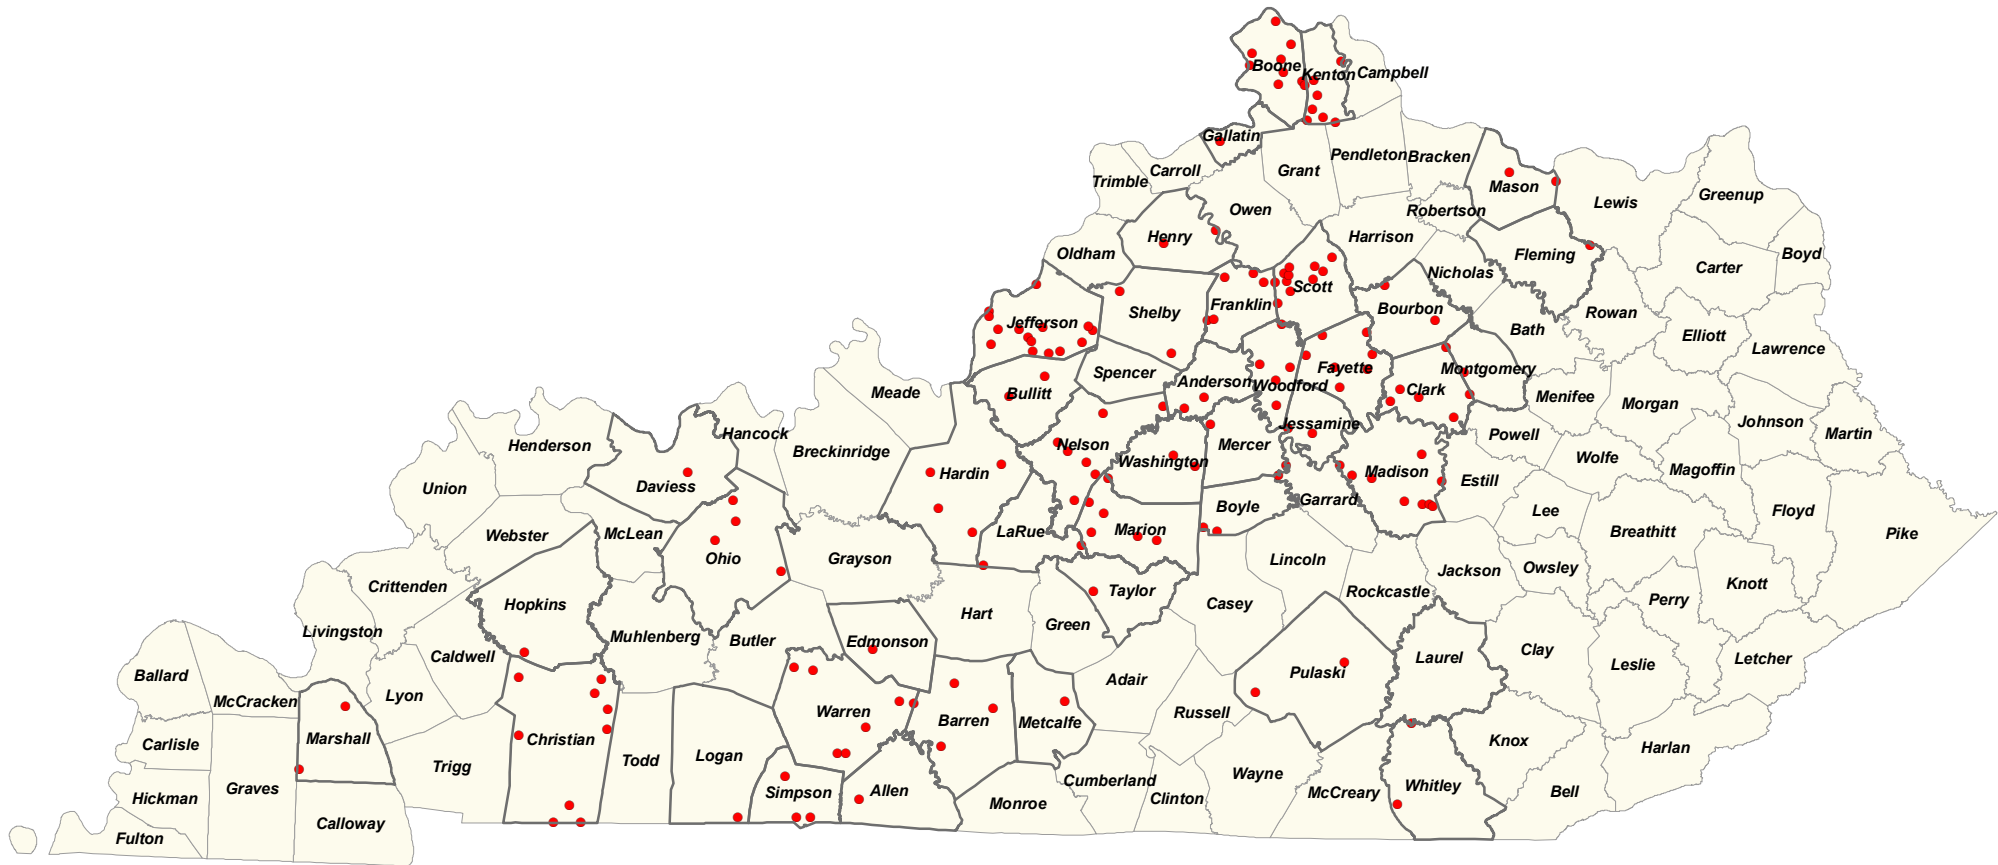 Boone
Kenton
Campbell
Gallatin
Pendleton
Bracken
Carroll
Grant
Trimble
Mason
Greenup
Lewis
Owen
Robertson
Henry
Harrison
Oldham
Fleming
Boyd
Carter
Nicholas
Scott
Franklin
Bourbon
Shelby
Rowan
Jefferson
Bath
Elliott
Lawrence
Fayette
Montgomery
Spencer
Anderson
Woodford
Clark
Bullitt
Meade
Menifee
Morgan
Johnson
Jessamine
Martin
Hancock
Powell
Henderson
Nelson
Mercer
Breckinridge
Washington
Wolfe
Magoffin
Hardin
Madison
Estill
Union
Daviess
Garrard
Boyle
Lee
Floyd
Marion
LaRue
Breathitt
Pike
McLean
Webster
Ohio
Grayson
Lincoln
Owsley
Jackson
Knott
Crittenden
Taylor
Rockcastle
Perry
Hopkins
Casey
Hart
Green
Livingston
Muhlenberg
Butler
Edmonson
Clay
Caldwell
Laurel
Letcher
Leslie
Pulaski
Ballard
Adair
Lyon
McCracken
Warren
Russell
Barren
Metcalfe
Marshall
Christian
Knox
Carlisle
Harlan
Logan
Todd
Trigg
Wayne
Cumberland
Whitley
Graves
Allen
Simpson
McCreary
Bell
Hickman
Clinton
Monroe
Calloway
Fulton